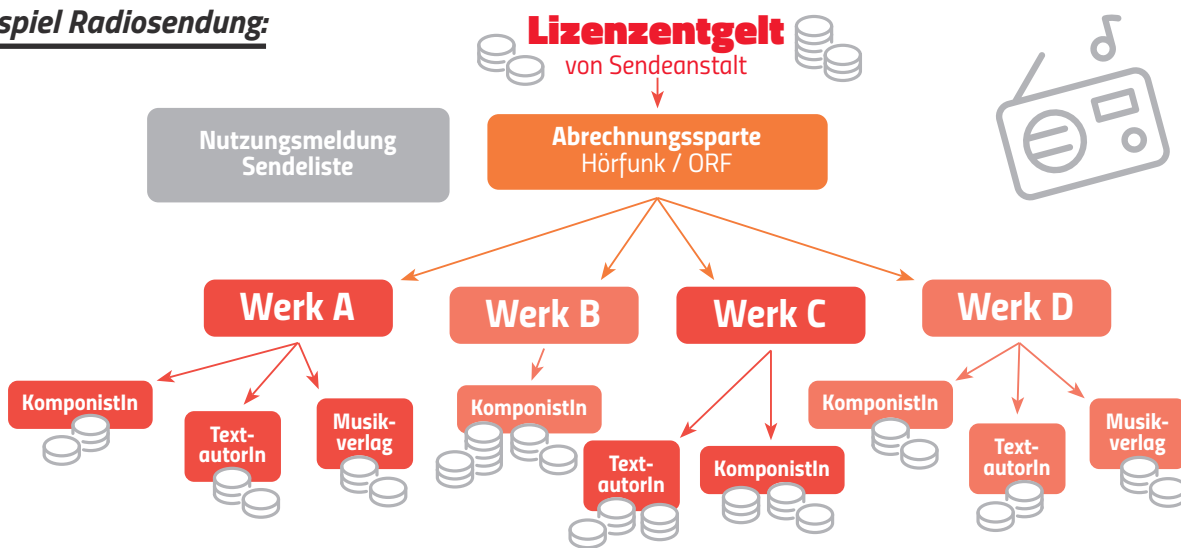 spiel Radiosendung:
Lizenzentgelt
von Sendeanstalt
Nutzungsmeldung
Sendeliste
Abrechnungssparte
Hörfunk / ORF
Werk A
Werk B
Werk C
Werk D
KomponistIn
Text-
autorIn
Musik-
verlag
KomponistIn
Text-
autorIn
KomponistIn
KomponistIn
Text-
autorIn
Musik-
verlag